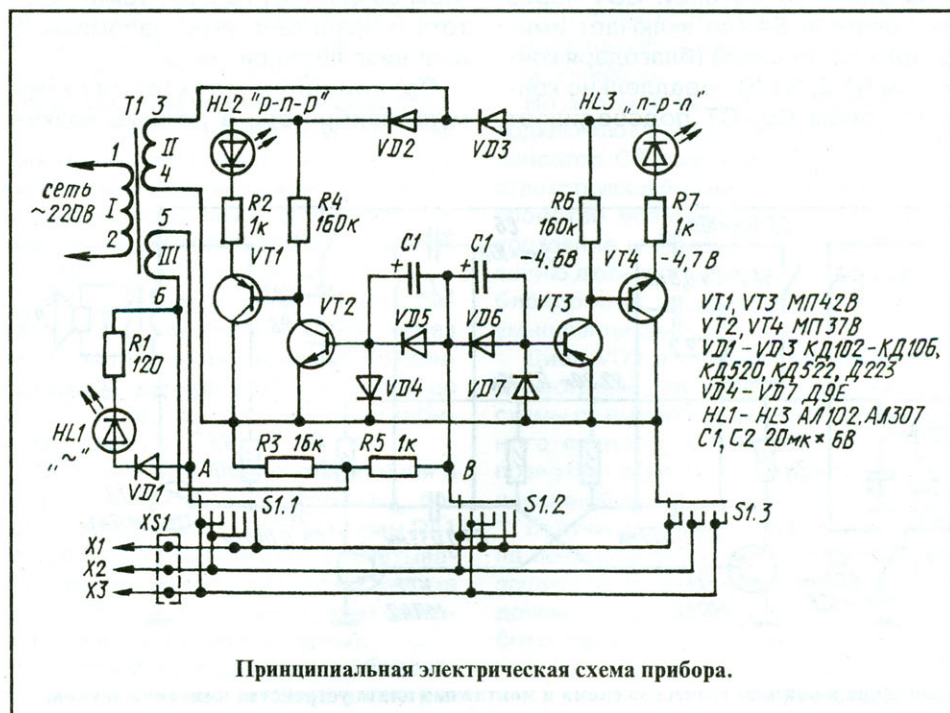 T1 3
HL2 "p-n-p"
HL3 „n-p-n"
1
II
4
сеть
~220В
I
2
5
III
6
VD2
VD3
R2
1к
R4
160к
R6
160к
R7
1к
C1
+
C1
+
-4,6В
-4,7В
VT1
VT2
VT3
VT4
VD5
VD6
VD4
VD7
R1
120
HL1
„~"
VD1
A
R3 16к
R5 1к
B
VT1, VT3 МП42В
VT2, VT4 МП37В
VD1-VD3 КД102-КД106,
КД520, КД522, Д223
VD4-VD7 Д9Е
HL1-HL3 АЛ102, АЛ307
C1, C2 20мк × 6В
XS1
S1.1
S1.2
S1.3
X1
X2
X3
Принципиальная электрическая схема прибора.